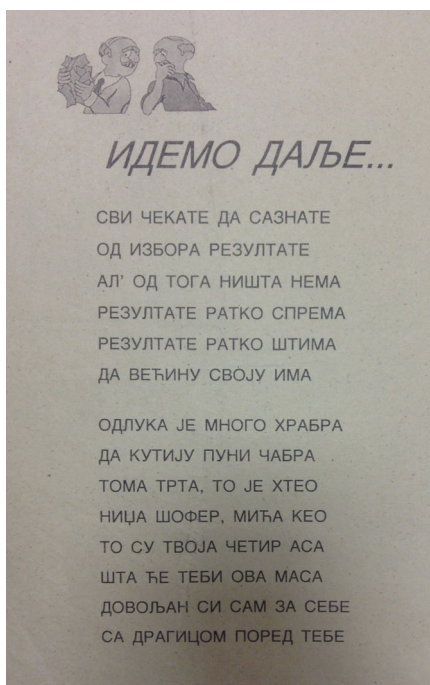 ИДЕМО ДАЉЕ...
СВИ ЧЕКАТЕ ДА САЗНАТЕ
ОД ИЗБОРА РЕЗУЛТАТЕ
АЛ' ОД ТОГА НИШТА НЕМА
РЕЗУЛТАТЕ РАТКО СПРЕМА
РЕЗУЛТАТЕ РАТКО ШТИМА
ДА ВЕЋИНУ СВОЈУ ИМА
ОДЛУКА ЈЕ МНОГО ХРАБРА
ДА КУТИЈУ ПУНИ ЧАБРА
ТОМА ТРТА, ТО ЈЕ ХТЕО
НИЏА ШОФЕР, МИЋА КЕО
ТО СУ ТВОЈА ЧЕТИР АСА
ШТА ЋЕ ТЕБИ ОВА МАСА
ДОВОЉАН СИ САМ ЗА СЕБЕ
СА ДРАГИЦОМ ПОРЕД ТЕБЕ